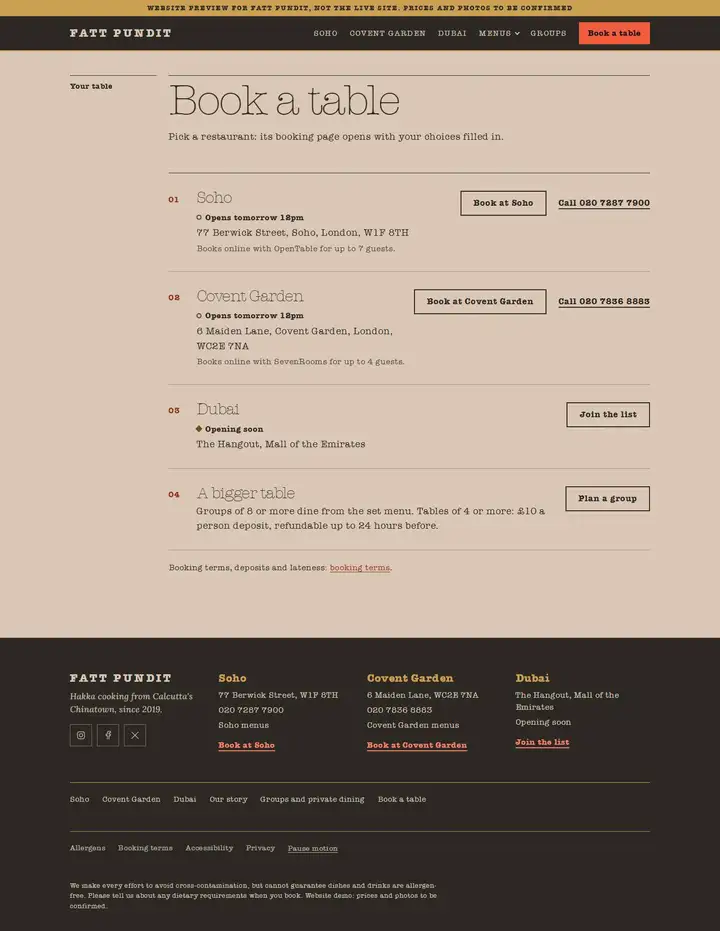 WEBSITE PREVIEW FOR FATT PUNDIT, NOT THE LIVE SITE. PRICES AND PHOTOS TO BE CONFIRMED
FATT PUNDIT
SOHO COVENT GARDEN DUBAI MENUS GROUPS Book a table
Your table
Book a table
Pick a restaurant: its booking page opens with your choices filled in.
01 Soho
Opens tomorrow 12pm
77 Berwick Street, Soho, London, W1F 8TH
Books online with OpenTable for up to 7 guests.
Book at Soho Call 020 7287 7900
02 Covent Garden
Opens tomorrow 12pm
6 Maiden Lane, Covent Garden, London,
WC2E 7NA
Books online with SevenRooms for up to 4 guests.
Book at Covent Garden Call 020 7836 8883
03 Dubai
Opening soon
The Hangout, Mall of the Emirates
Join the list
04 A bigger table
Groups of 8 or more dine from the set menu. Tables of 4 or more: £10 a
person deposit, refundable up to 24 hours before.
Plan a group
Booking terms, deposits and lateness: booking terms.
FATT PUNDIT
Hakka cooking from Calcutta's
Chinatown, since 2019.
Soho
77 Berwick Street, W1F 8TH
020 7287 7900
Soho menus
Book at Soho
Covent Garden
6 Maiden Lane, WC2E 7NA
020 7836 8883
Covent Garden menus
Book at Covent Garden
Dubai
The Hangout, Mall of the
Emirates
Opening soon
Join the list
Soho Covent Garden Dubai Our story Groups and private dining Book a table
Allergens Booking terms Accessibility Privacy Pause motion
We make every effort to avoid cross-contamination, but cannot guarantee dishes and drinks are allergen-
free. Please tell us about any dietary requirements when you book. Website demo: prices and photos to be
confirmed.